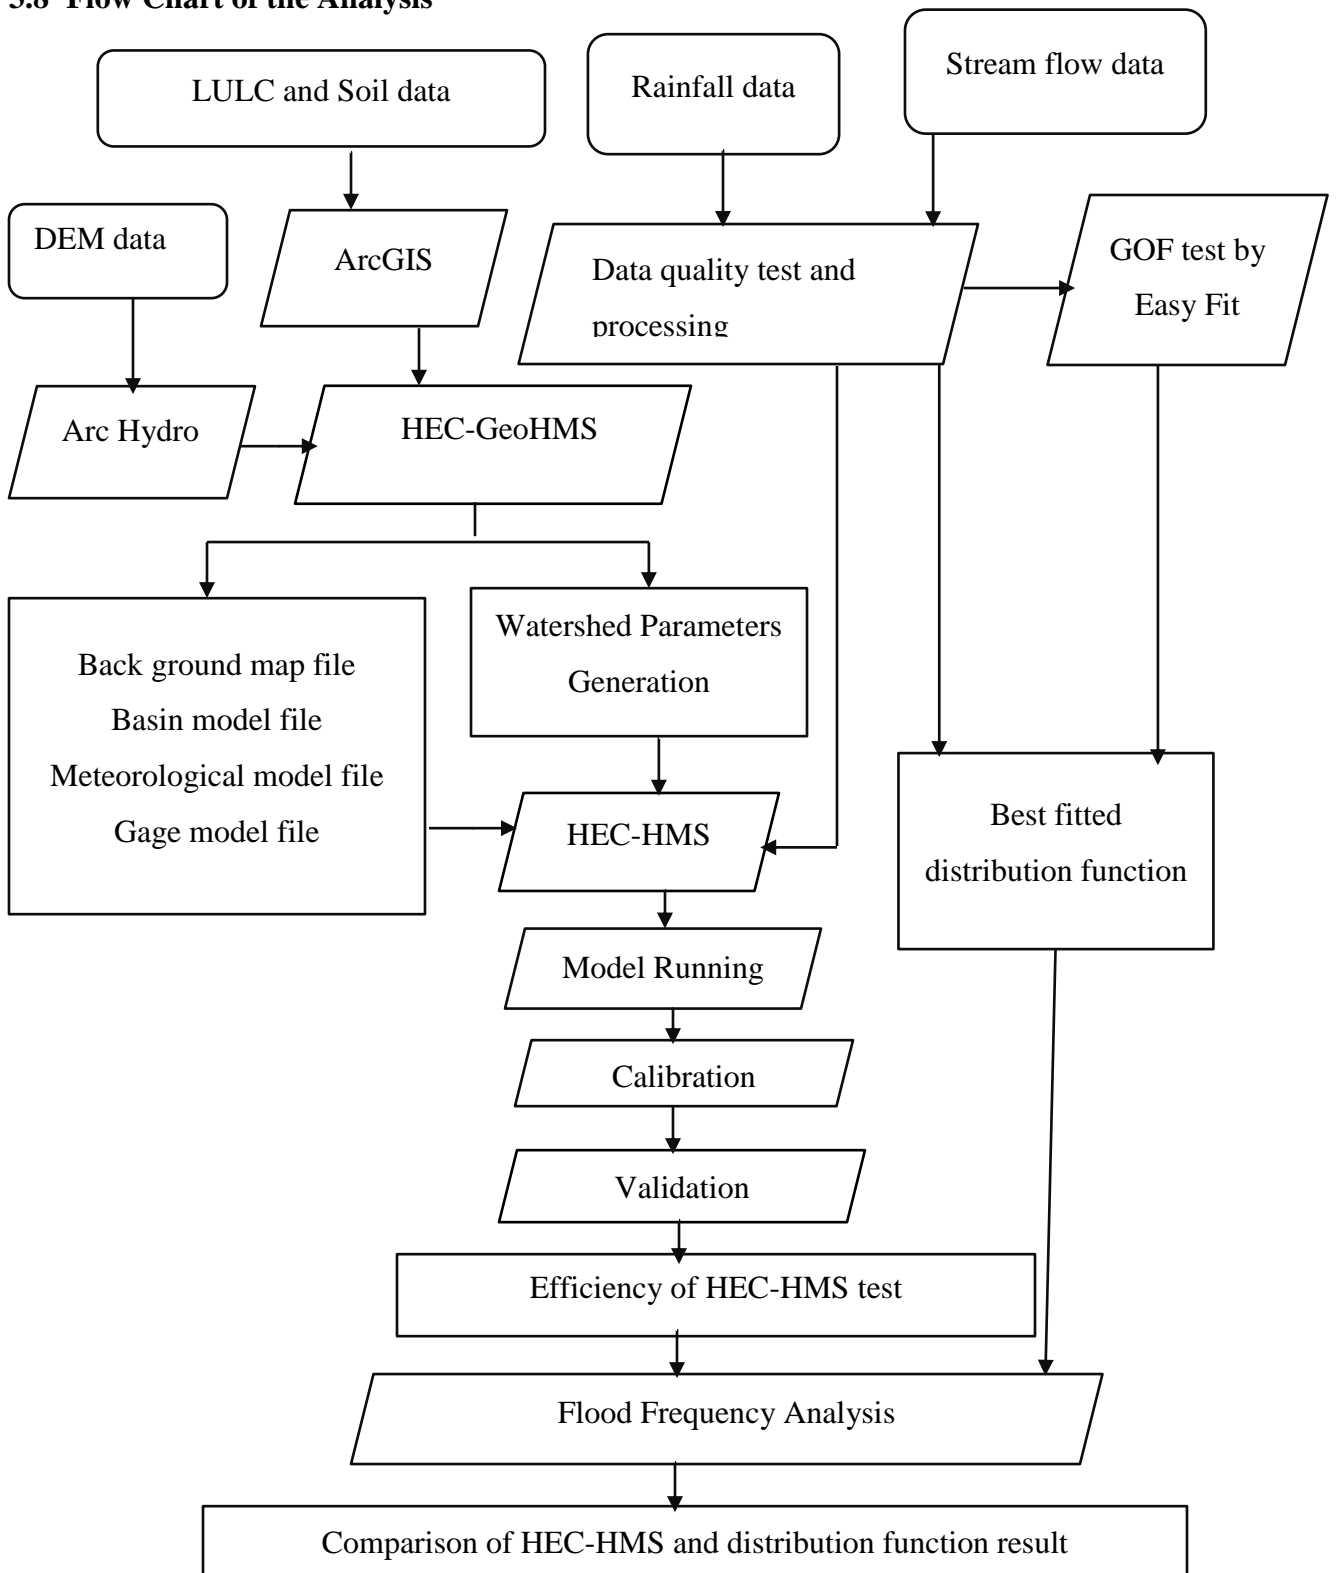 3.8 Flow Chart of the Analysis
LULC and Soil data
Rainfall data
Stream flow data
DEM data
ArcGIS
Data quality test and
processing
GOF test by
Easy Fit
Arc Hydro
HEC-GeoHMS
Back ground map file
Basin model file
Meteorological model file
Gage model file
Watershed Parameters
Generation
HEC-HMS
Best fitted
distribution function
Model Running
Calibration
Validation
Efficiency of HEC-HMS test
Flood Frequency Analysis
Comparison of HEC-HMS and distribution function result